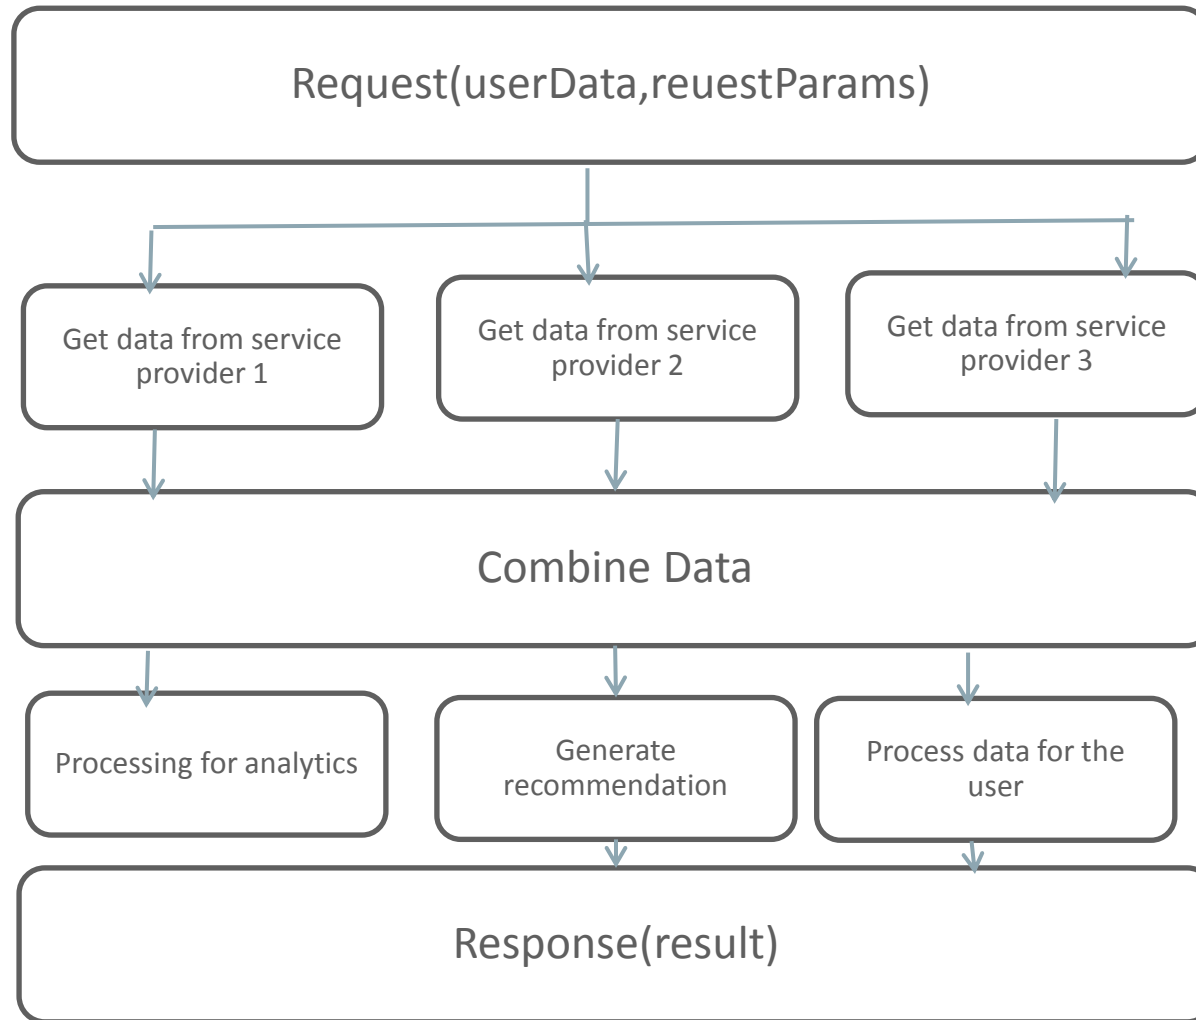 Request(userData,reuestParams)
Get data from service
provider 1
Get data from service
provider 2
Get data from service
provider 3
Combine Data
Processing for analytics
Generate
recommendation
Process data for the
user
Response(result)